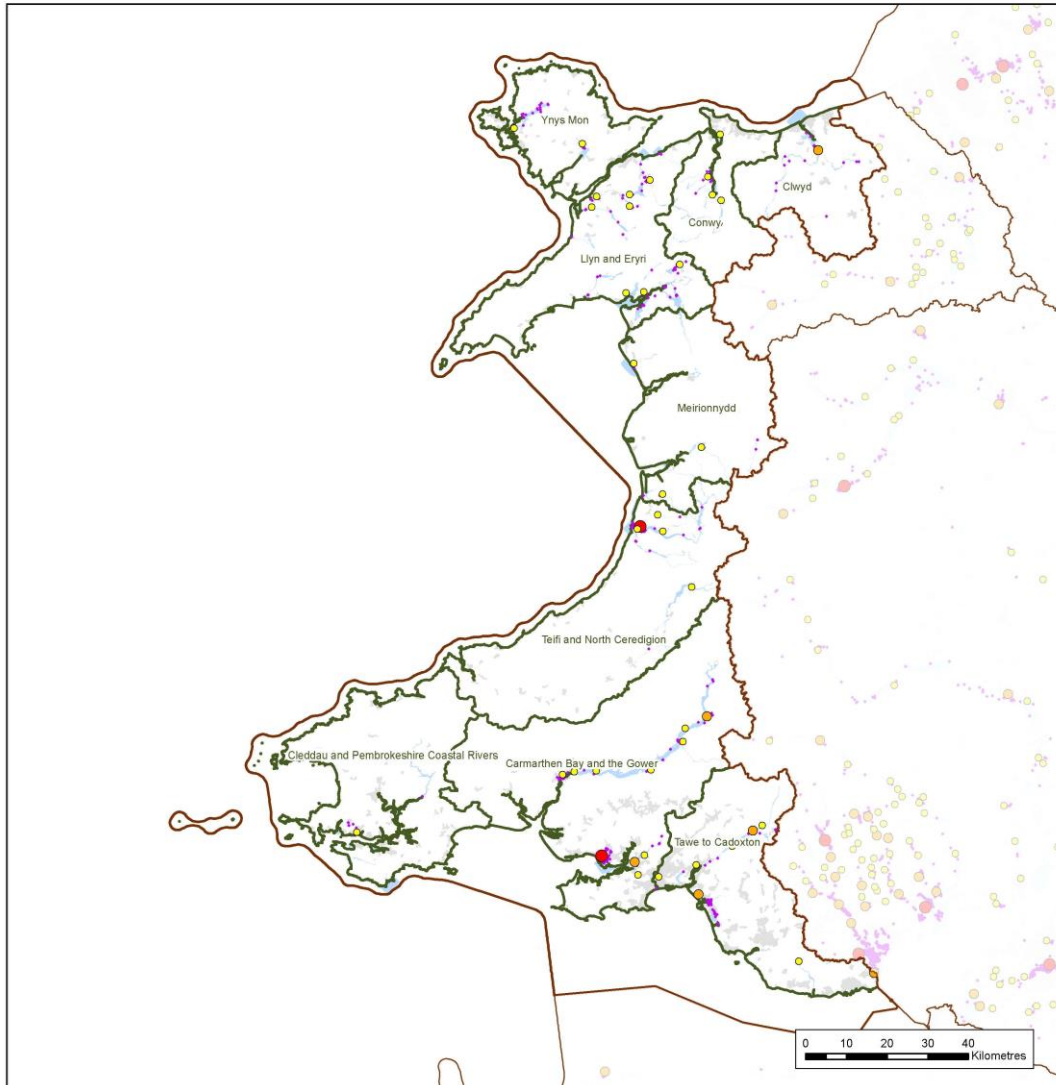 Ynys Mon
Clwyd
Conwy
Llyn and Eryri
Meirionnydd
Teifi and North Ceredigion
Cleddau and Pembrokeshire Coastal Rivers
Carmarthen Bay and the Gower
Tawe to Cadoxton
0 5 10 20 30 40
Kilometres